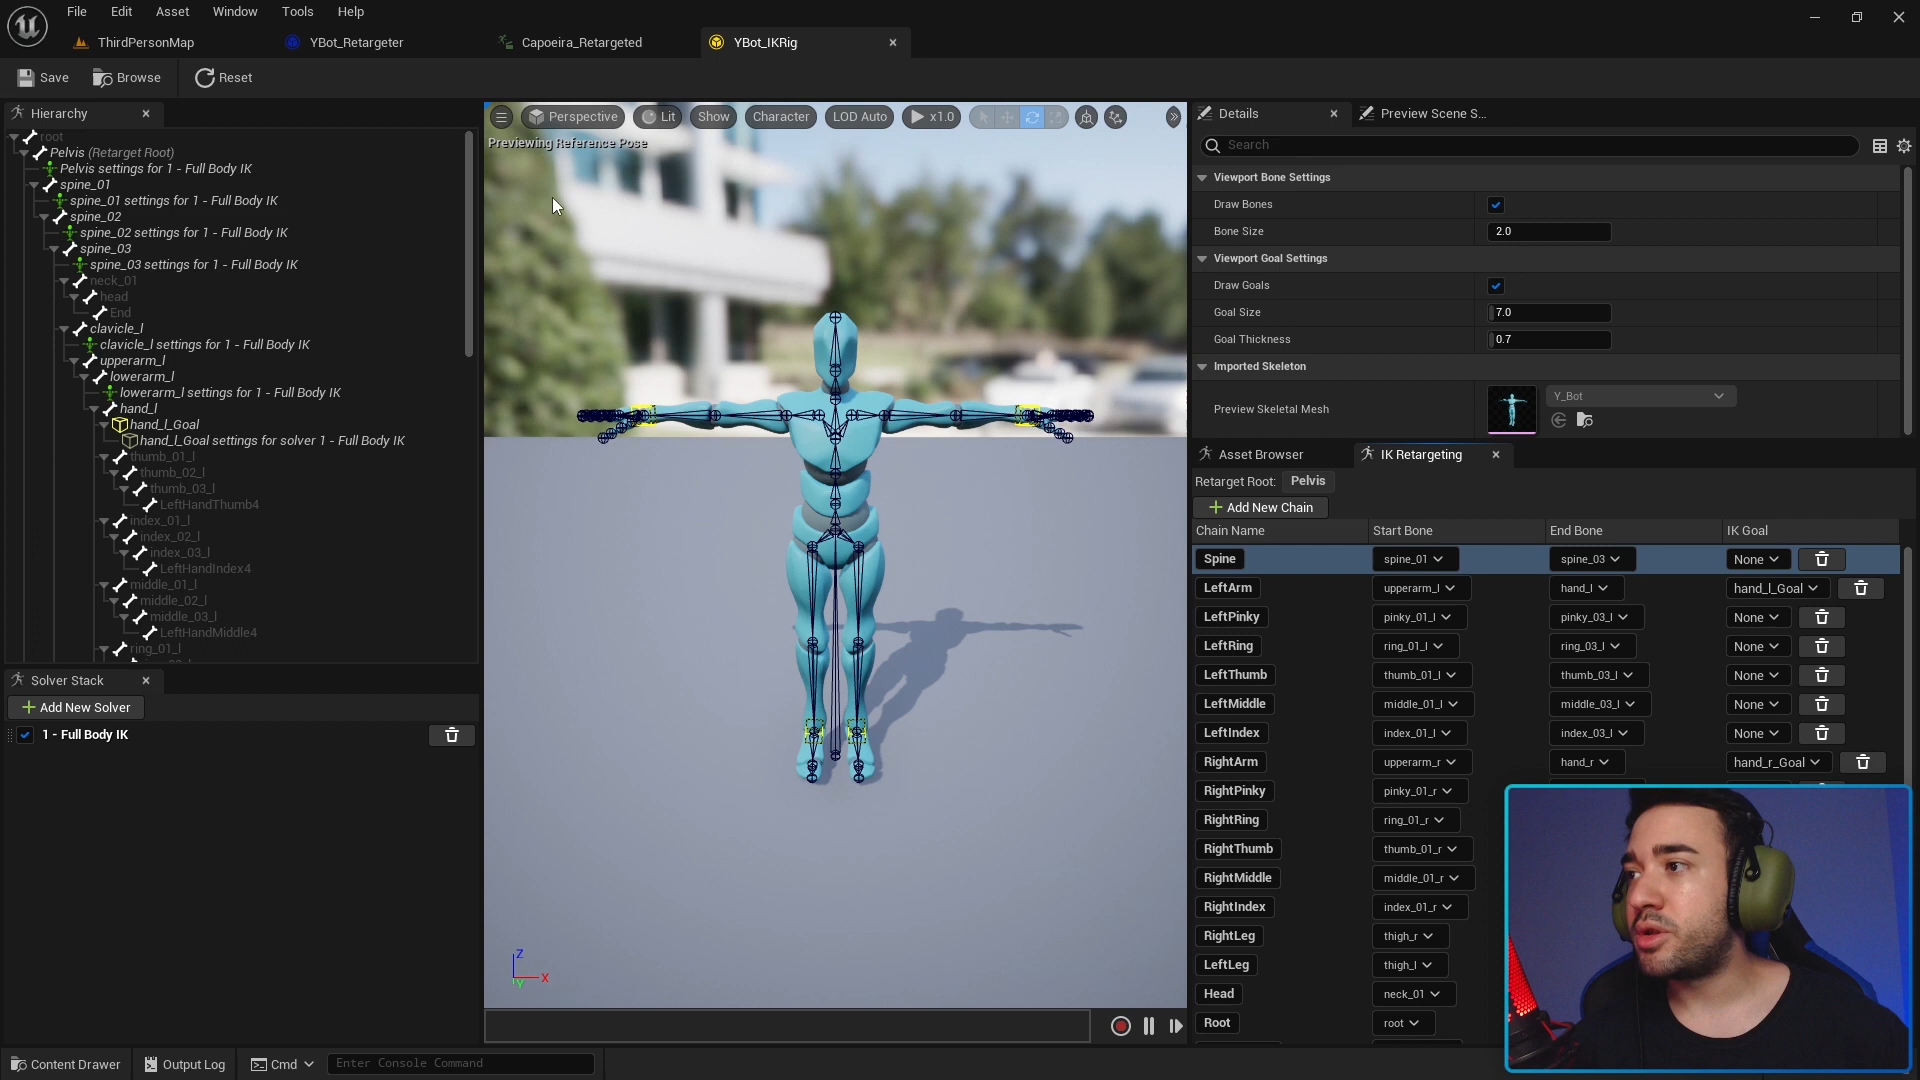 File Edit Asset Window Tools Help
ThirdPersonMap YBot_Retargeter Capoeira_Retargeted YBot_IKRig
Save Browse Reset
Hierarchy
root
Pelvis (Retarget Root)
Pelvis settings for 1 - Full Body IK
spine_01
spine_01 settings for 1 - Full Body IK
spine_02
spine_02 settings for 1 - Full Body IK
spine_03
spine_03 settings for 1 - Full Body IK
neck_01
head
End
clavicle_l
clavicle_l settings for 1 - Full Body IK
upperarm_l
lowerarm_l
lowerarm_l settings for 1 - Full Body IK
hand_l
hand_l_Goal
hand_l_Goal settings for solver 1 - Full Body IK
thumb_01_l
thumb_02_l
thumb_03_l
LeftHandThumb4
index_01_l
index_02_l
index_03_l
LeftHandIndex4
middle_01_l
middle_02_l
middle_03_l
LeftHandMiddle4
ring_01_l
Solver Stack
Add New Solver
1 - Full Body IK
Perspective Lit Show Character LOD Auto x1.0
Previewing Reference Pose
Z
X
Y
Details Preview Scene S...
Search
Viewport Bone Settings
Draw Bones
Bone Size 2.0
Viewport Goal Settings
Draw Goals
Goal Size 7.0
Goal Thickness 0.7
Imported Skeleton
Preview Skeletal Mesh Y_Bot
Asset Browser IK Retargeting
Retarget Root: Pelvis
Add New Chain
Chain Name Start Bone End Bone IK Goal
Spine spine_01 spine_03 None
LeftArm upperarm_l hand_l hand_l_Goal
LeftPinky pinky_01_l pinky_03_l None
LeftRing ring_01_l ring_03_l None
LeftThumb thumb_01_l thumb_03_l None
LeftMiddle middle_01_l middle_03_l None
LeftIndex index_01_l index_03_l None
RightArm upperarm_r hand_r hand_r_Goal
RightPinky pinky_01_r
RightRing ring_01_r
RightThumb thumb_01_r
RightMiddle middle_01_r
RightIndex index_01_r
RightLeg thigh_r
LeftLeg thigh_l
Head neck_01
Root root
Content Drawer Output Log Cmd Enter Console Command